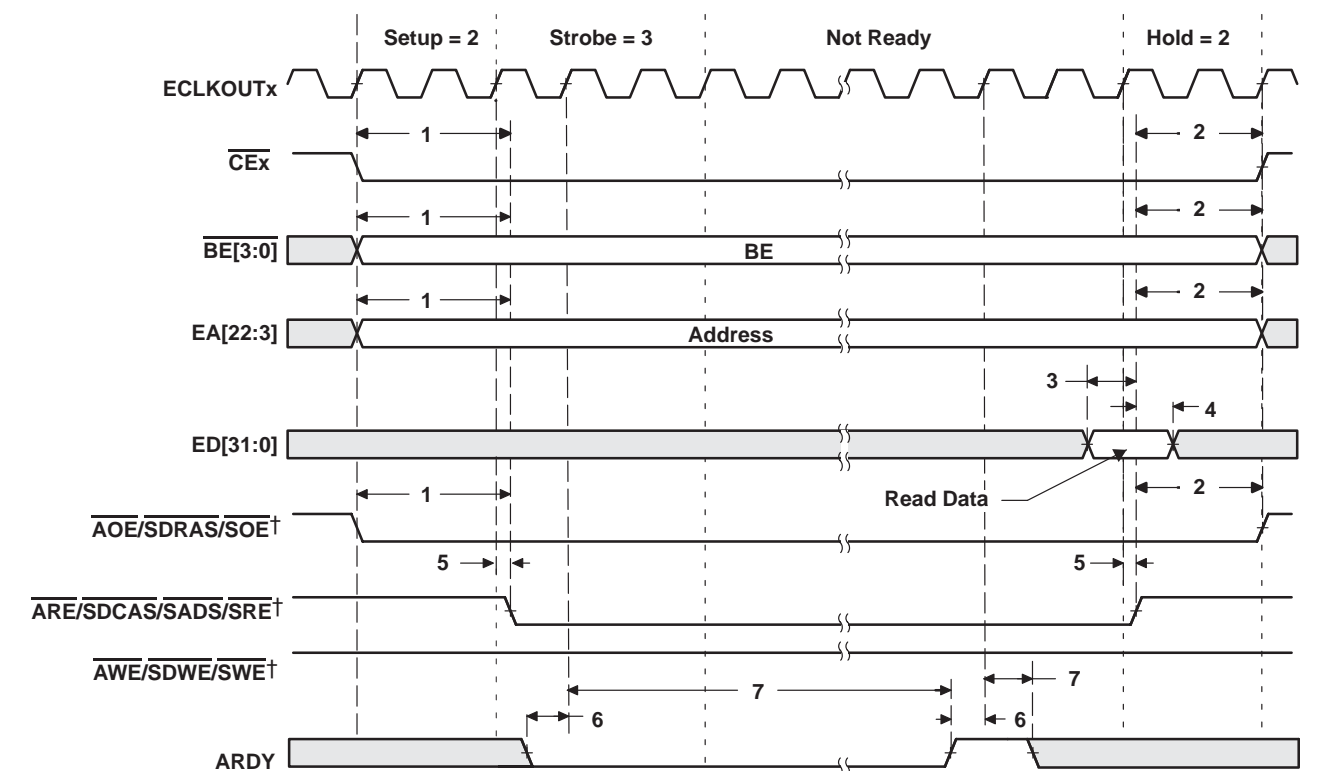 Setup = 2 Strobe = 3 Not Ready Hold = 2
ECLKOUTx
1 2
CEx
1 2
BE[3:0] BE
1 2
EA[22:3] Address
3
4
ED[31:0]
1 Read Data 2
AOE/SDRAS/SOE†
5 5
ARE/SDCAS/SADS/SRE†
AWE/SDWE/SWE†
7 7
6 6
ARDY